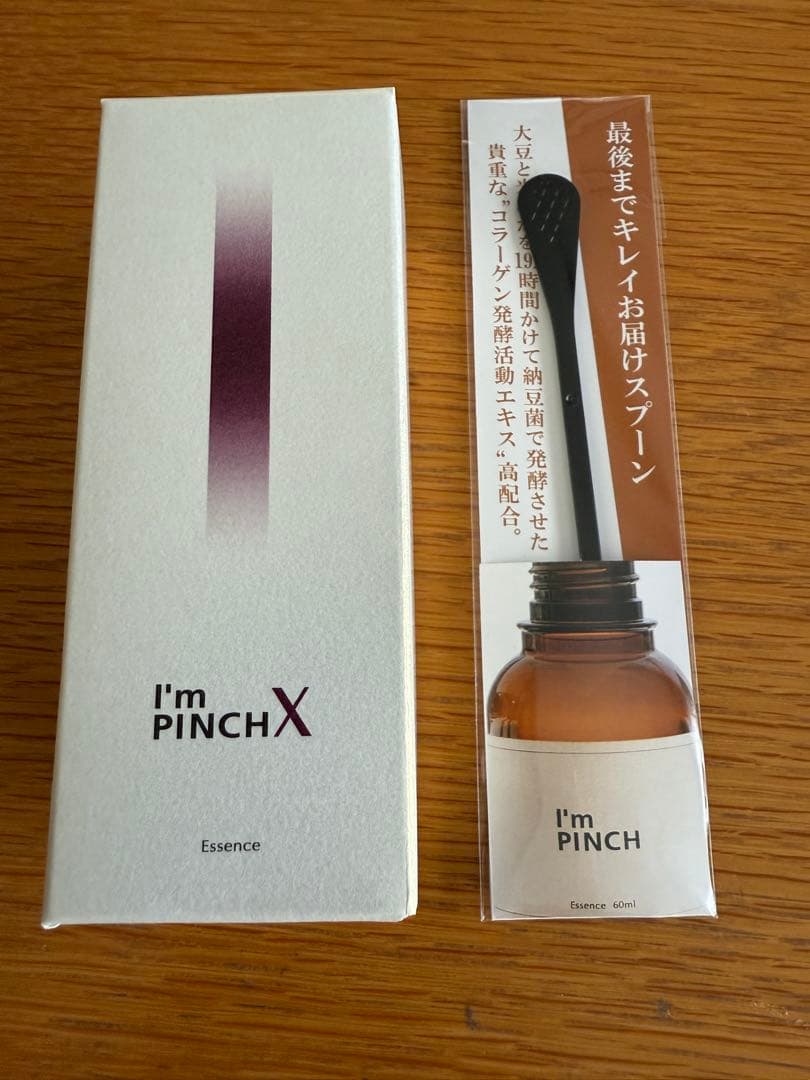 I'm
PINCH X
Essence
最後までキレイお届けスプーン
大豆と を19時間かけて納豆菌で発酵させた
貴重な"コラーゲン発酵活動エキス"高配合。
I'm
PINCH
Essence 60ml